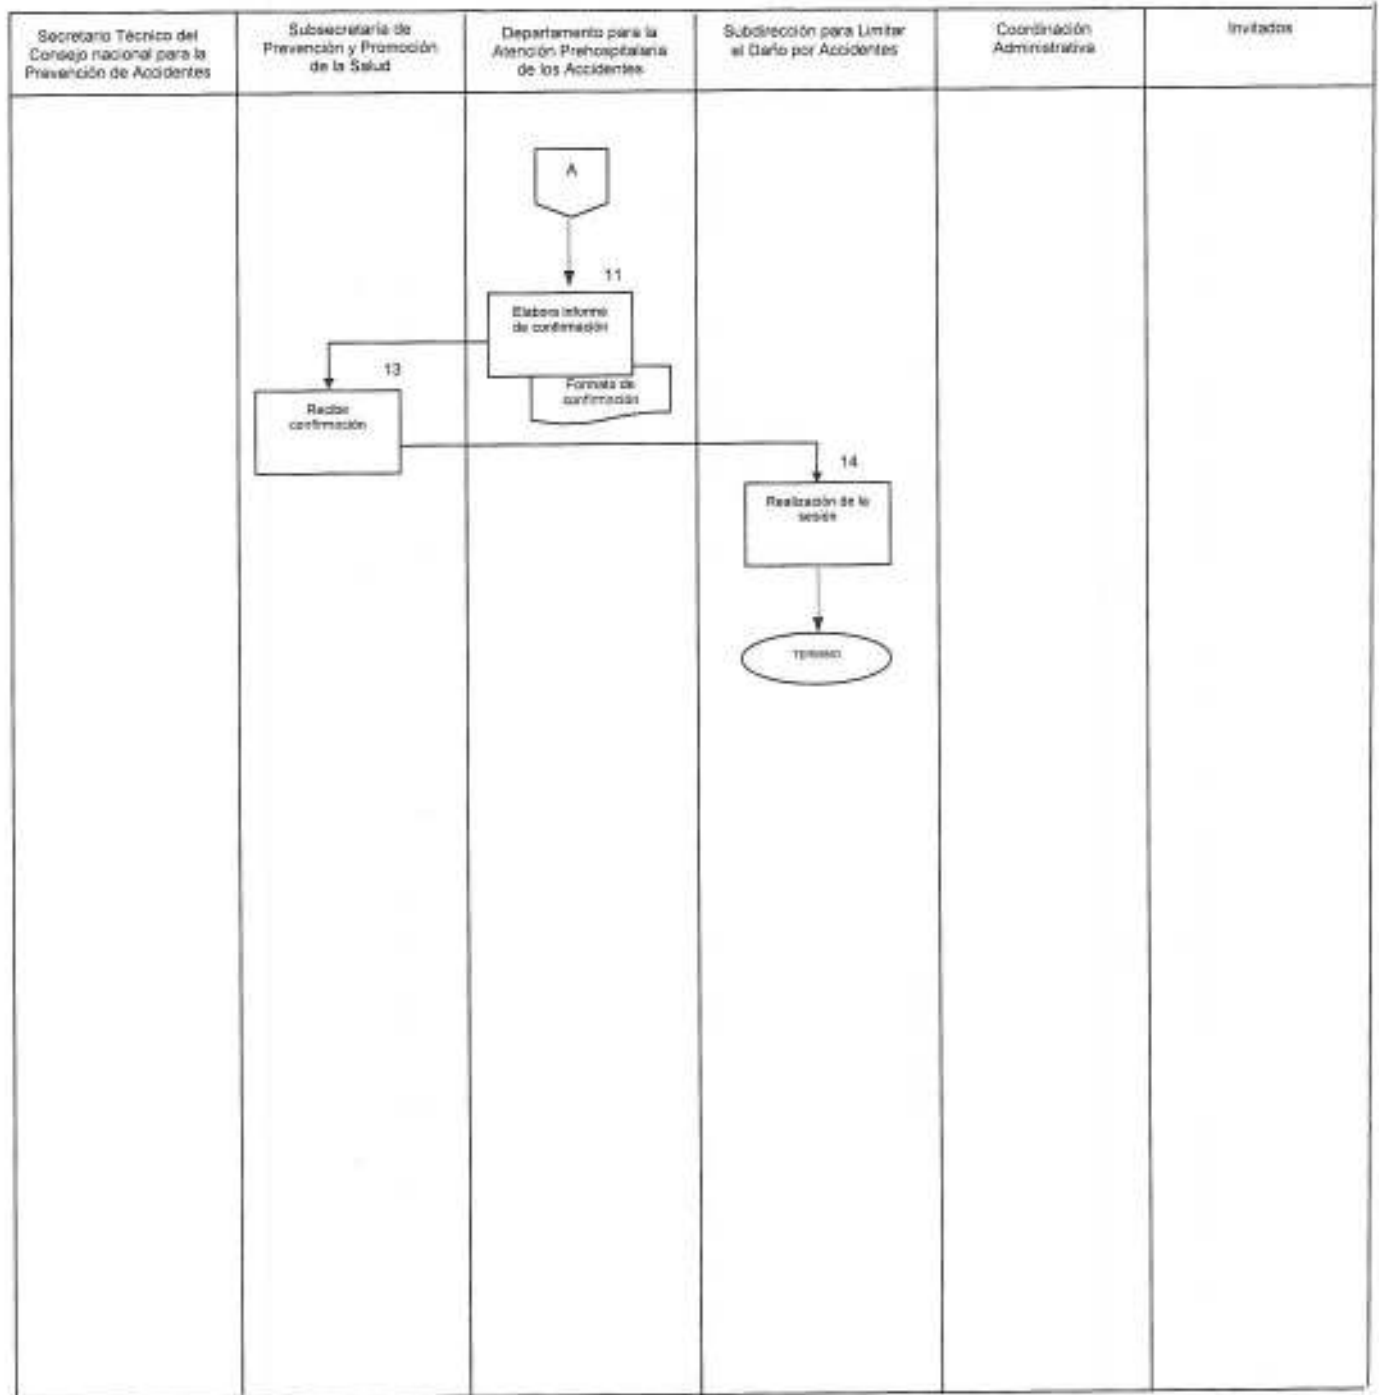 Secretario Técnico del
Consejo nacional para la
Prevención de Accidentes
Subsecretaría de
Prevención y Promoción
de la Salud
Departamento para la
Atención Prehospitalaria
de los Accidentes
Subdirección para Limitar
el Daño por Accidentes
Coordinación
Administrativa
Invitados
A
11
Elabora informe
de confirmación
Formato de
confirmación
13
Recibe
confirmación
14
Realización de la
sesión
TERMINO